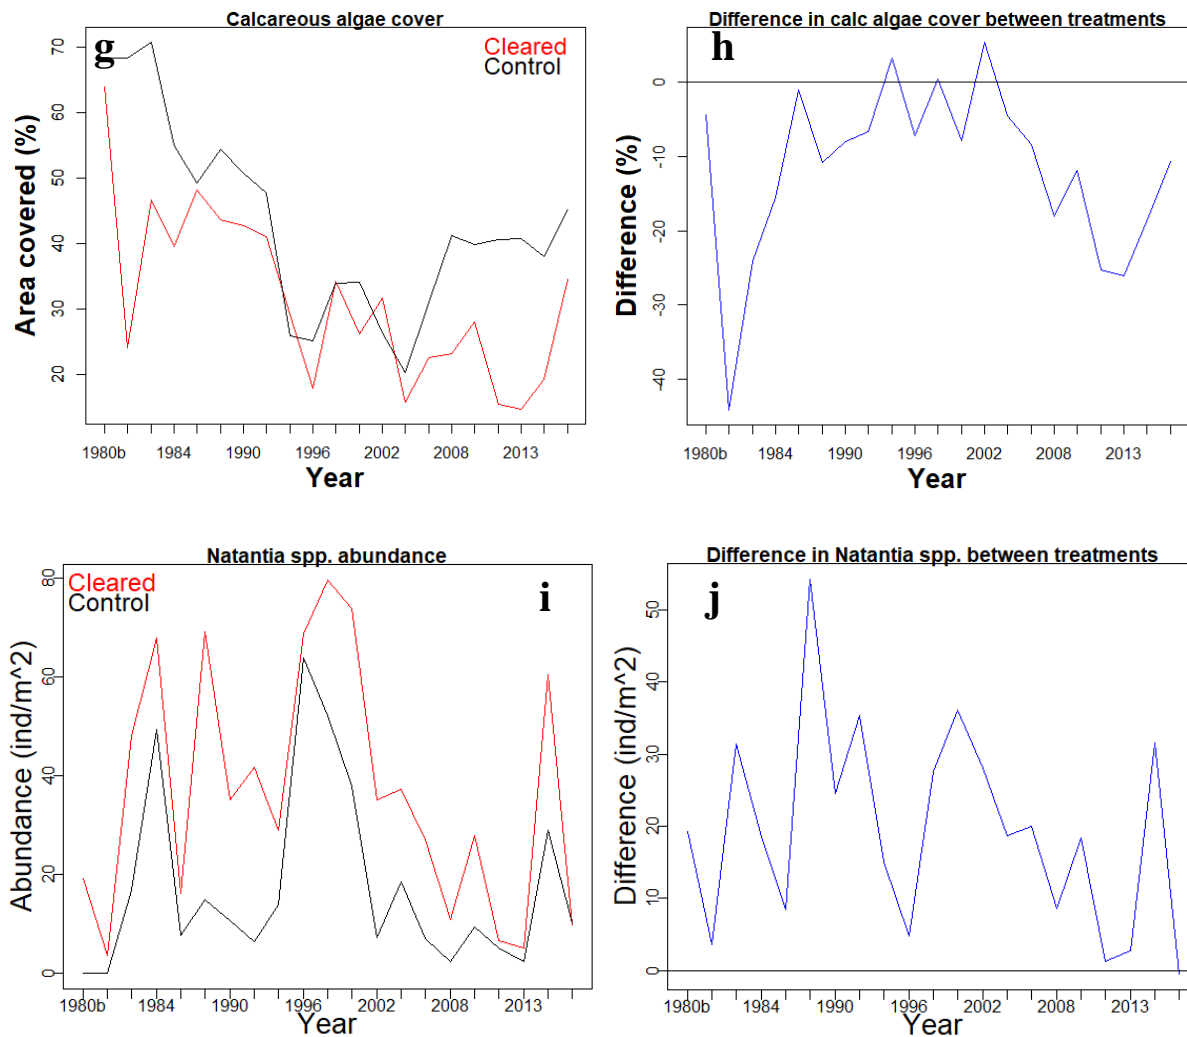 Calcareous algae cover
g
Cleared
Control
70
60
50
40
30
20
Area covered (%)
1980b 1984 1990 1996 2002 2008 2013
Year
Difference in calc algae cover between treatments
h
0
-10
-20
-30
-40
Difference (%)
1980b 1984 1990 1996 2002 2008 2013
Year
Natantia spp. abundance
Cleared
Control
i
80
60
40
20
0
Abundance (ind/m^2)
1980b 1984 1990 1996 2002 2008 2013
Year
Difference in Natantia spp. between treatments
j
50
40
30
20
10
0
Difference (ind/m^2)
1980b 1984 1990 1996 2002 2008 2013
Year